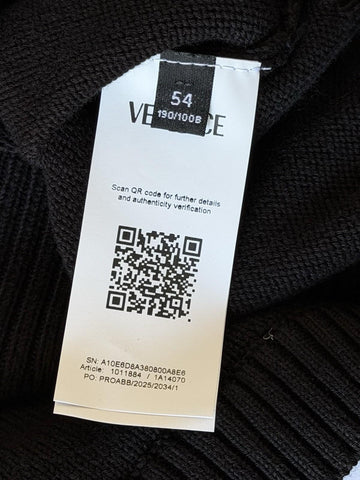 54
190/100B
Scan QR code for further details
and authenticity verification
SN: A10E6D8A380800A8E6
Article: 1011884 / 1A14070
PO: PROABB/2025/2034/1